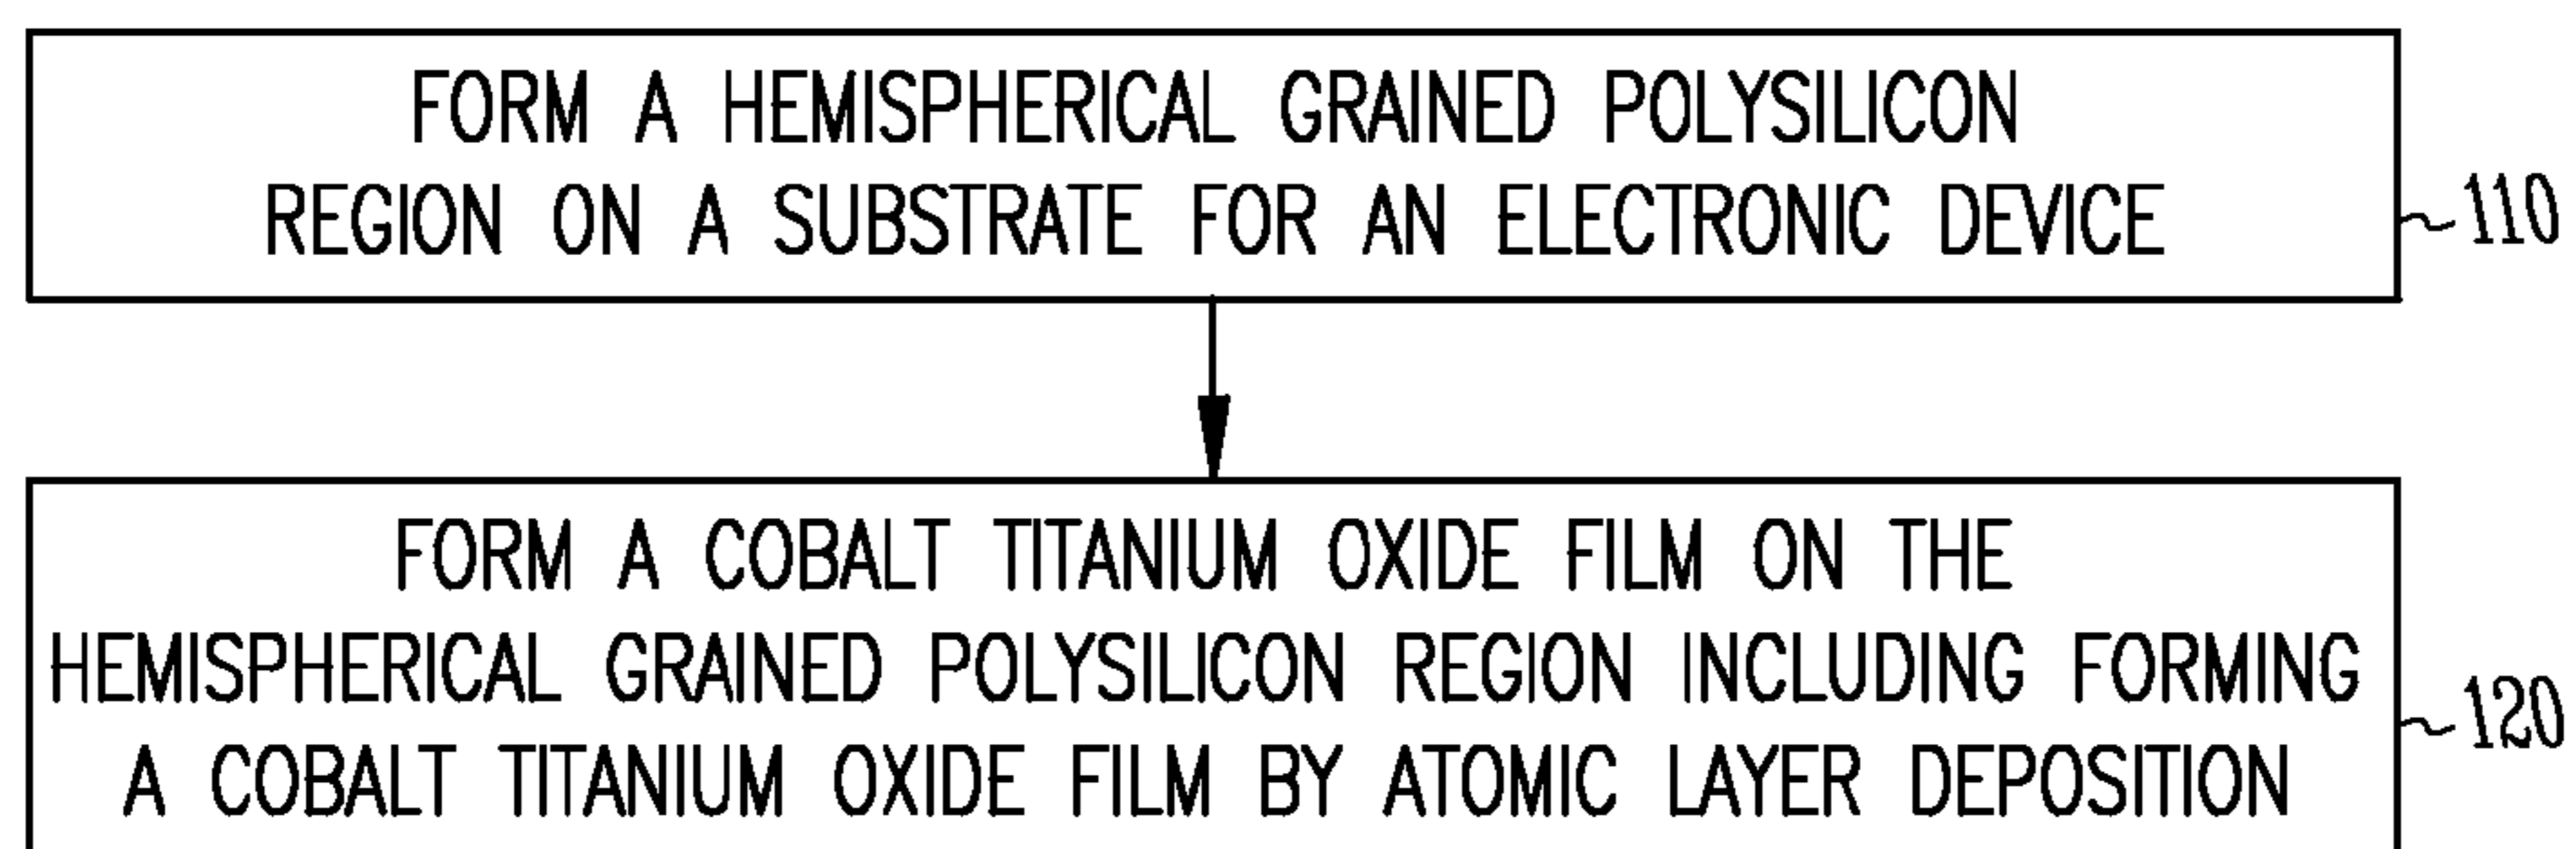 FORM A HEMISPHERICAL GRAINED POLYSILICON
REGION ON A SUBSTRATE FOR AN ELECTRONIC DEVICE
110
FORM A COBALT TITANIUM OXIDE FILM ON THE
HEMISPHERICAL GRAINED POLYSILICON REGION INCLUDING FORMING
A COBALT TITANIUM OXIDE FILM BY ATOMIC LAYER DEPOSITION
120